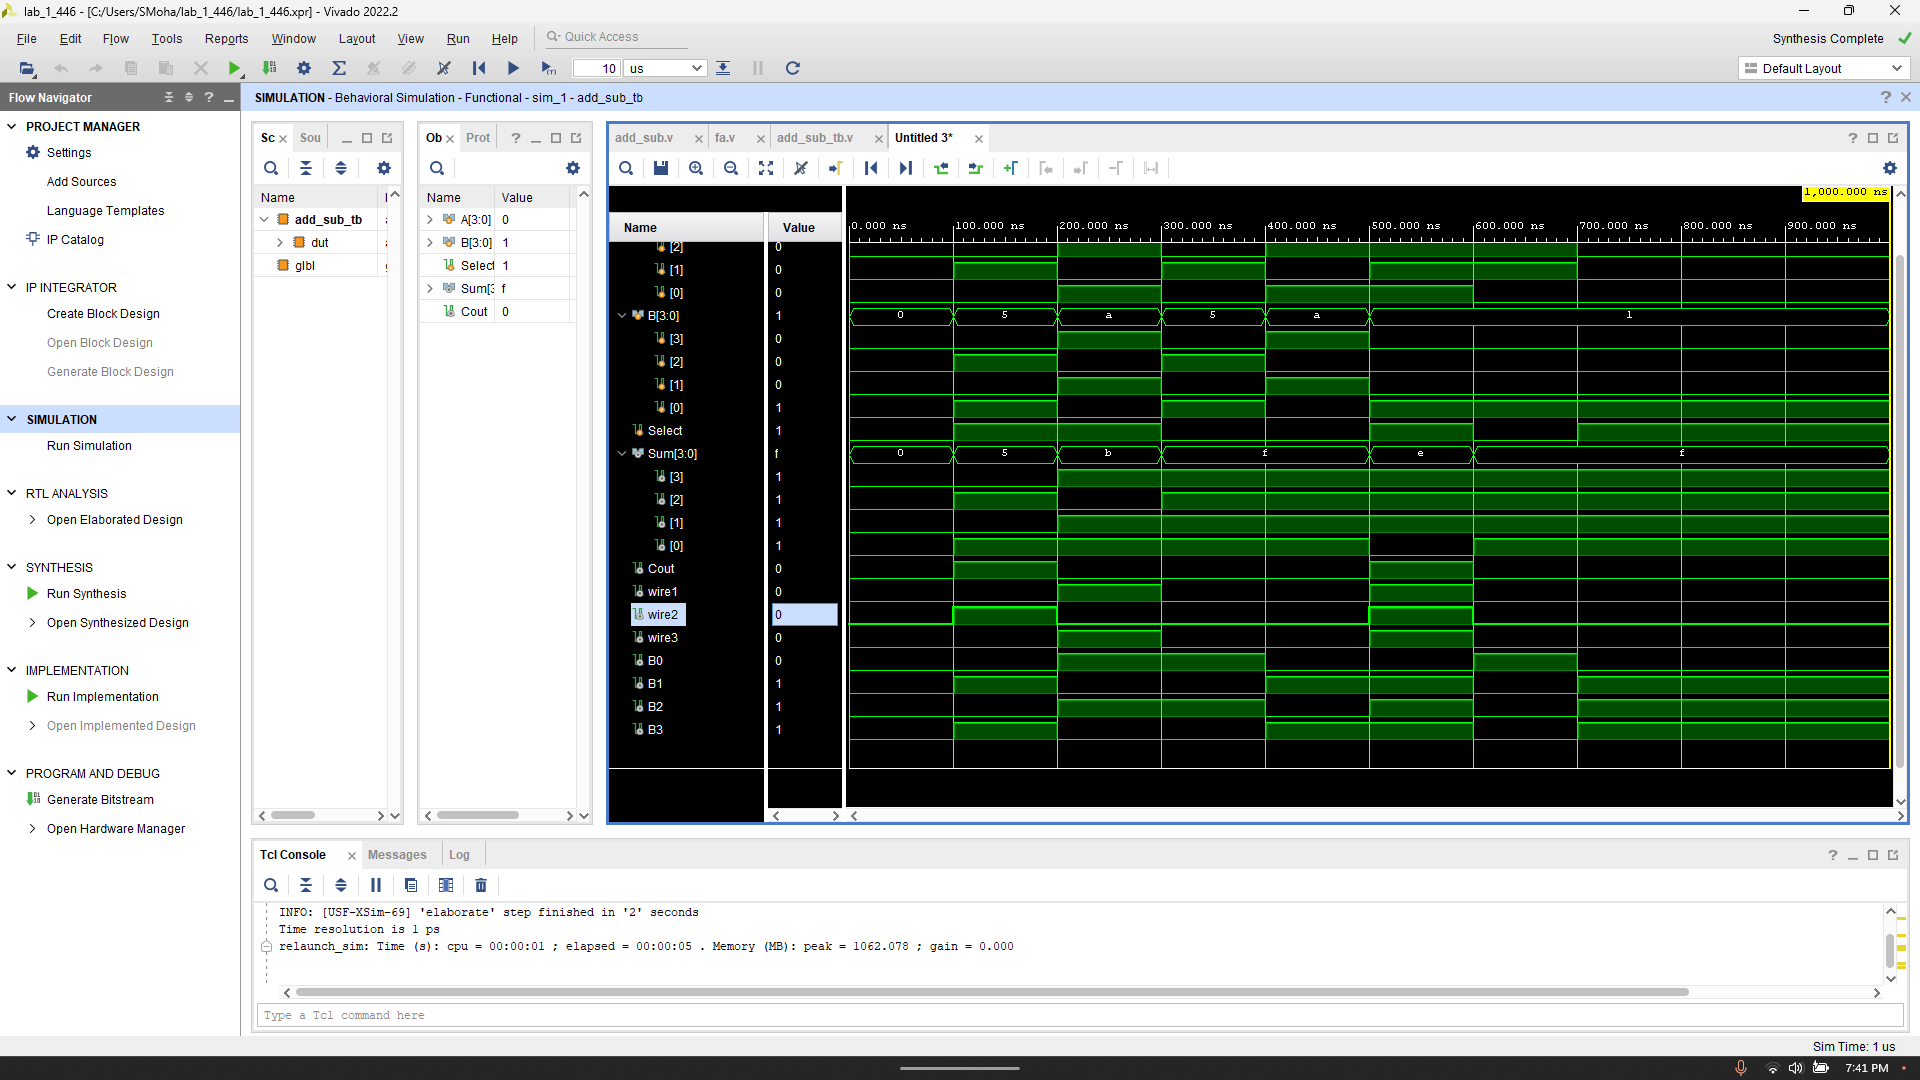 lab_1_446 - [C:/Users/SMoha/lab_1_446/lab_1_446.xpr] - Vivado 2022.2
File Edit Flow Tools Reports Window Layout View Run Help Quick Access
Synthesis Complete
10 us
Default Layout
Flow Navigator
SIMULATION - Behavioral Simulation - Functional - sim_1 - add_sub_tb
PROJECT MANAGER
Settings
Add Sources
Language Templates
IP Catalog
IP INTEGRATOR
Create Block Design
Open Block Design
Generate Block Design
SIMULATION
Run Simulation
RTL ANALYSIS
Open Elaborated Design
SYNTHESIS
Run Synthesis
Open Synthesized Design
IMPLEMENTATION
Run Implementation
Open Implemented Design
PROGRAM AND DEBUG
Generate Bitstream
Open Hardware Manager
Sc Sou
Name
add_sub_tb
dut
glbl
Ob Prot
Name Value
A[3:0] 0
B[3:0] 1
Select 1
Sum[3 f
Cout 0
add_sub.v fa.v add_sub_tb.v Untitled 3*
1,000.000 ns
Name Value
0.000 ns 100.000 ns 200.000 ns 300.000 ns 400.000 ns 500.000 ns 600.000 ns 700.000 ns 800.000 ns 900.000 ns
[2] 0
[1] 0
[0] 0
B[3:0] 1 0 5 a 5 a 1
[3] 0
[2] 0
[1] 0
[0] 1
Select 1
Sum[3:0] f 0 5 b f e f
[3] 1
[2] 1
[1] 1
[0] 1
Cout 0
wire1 0
wire2 0
wire3 0
B0 0
B1 1
B2 1
B3 1
Tcl Console Messages Log
INFO: [USF-XSim-69] 'elaborate' step finished in '2' seconds
Time resolution is 1 ps
relaunch_sim: Time (s): cpu = 00:00:01 ; elapsed = 00:00:05 . Memory (MB): peak = 1062.078 ; gain = 0.000
Type a Tcl command here
Sim Time: 1 us
7:41 PM